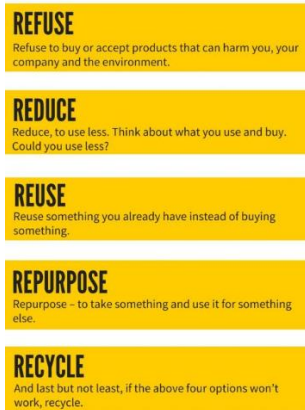 REFUSE
Refuse to buy or accept products that can harm you, your
company and the environment.
REDUCE
Reduce, to use less. Think about what you use and buy.
Could you use less?
REUSE
Reuse something you already have instead of buying
something.
REPURPOSE
Repurpose – to take something and use it for something
else.
RECYCLE
And last but not least, if the above four options won't
work, recycle.